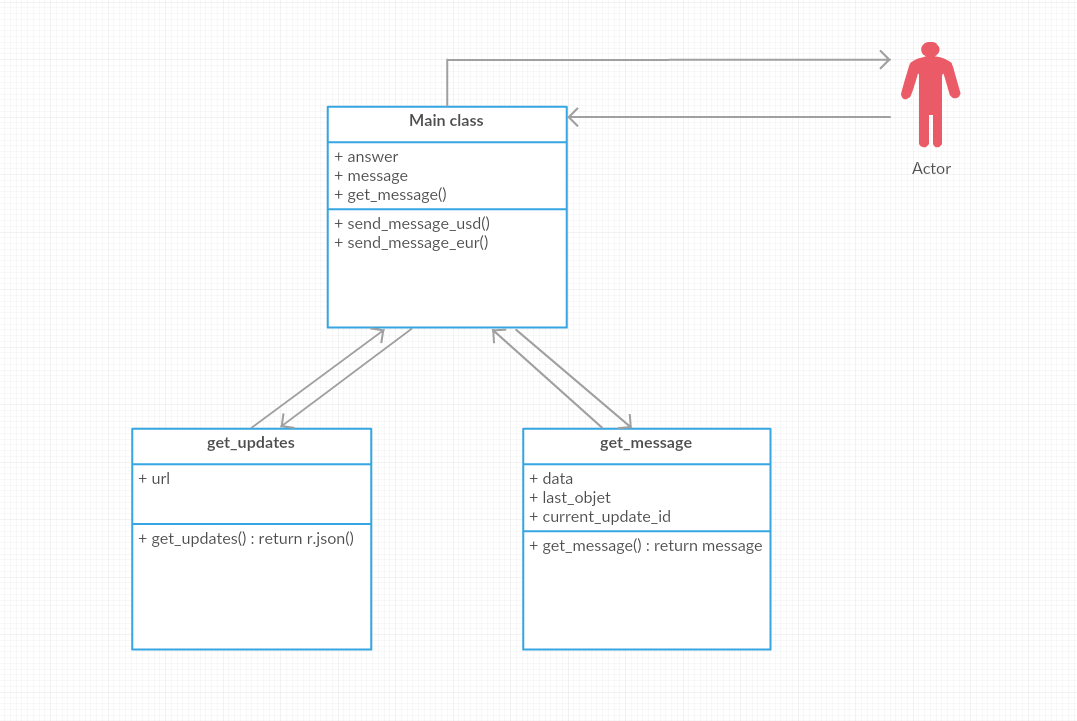 Main class
+ answer
+ message
+ get_message()
+ send_message_usd()
+ send_message_eur()
Actor
get_updates
+ url
+ get_updates() : return r.json()
get_message
+ data
+ last_objet
+ current_update_id
+ get_message() : return message